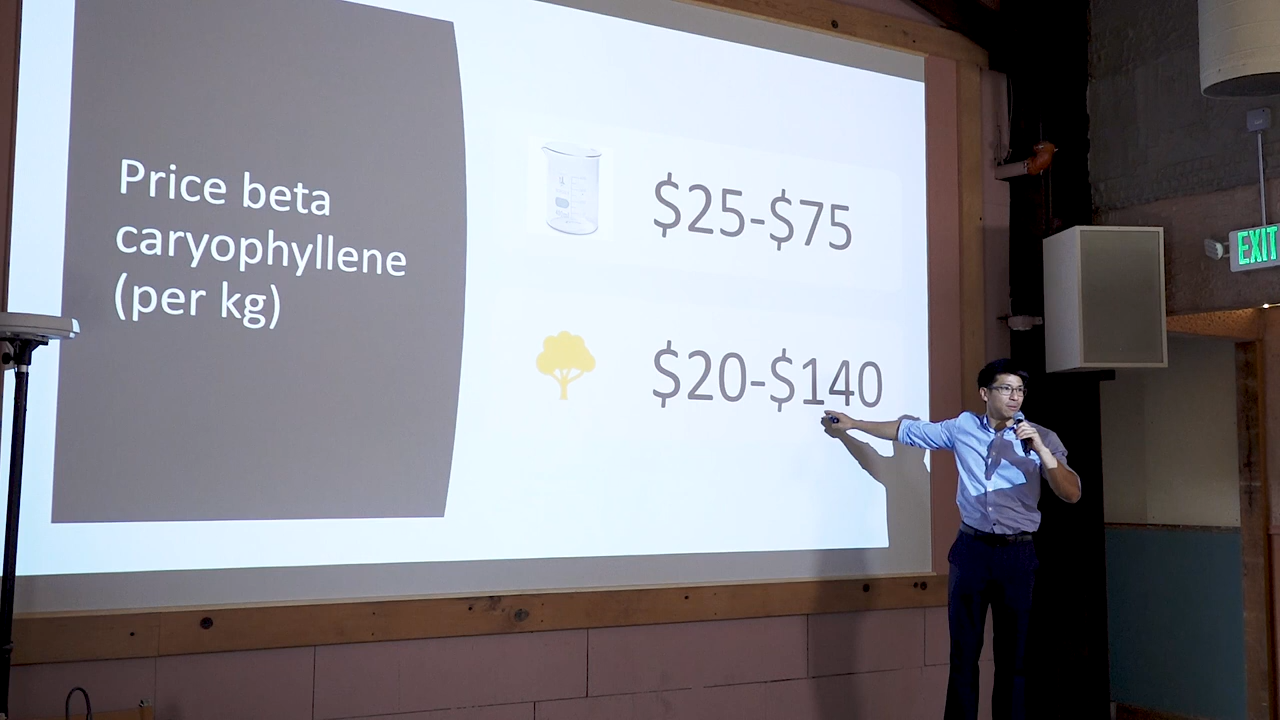 Price beta
caryophyllene
(per kg)
$25-$75
$20-$140
EXIT